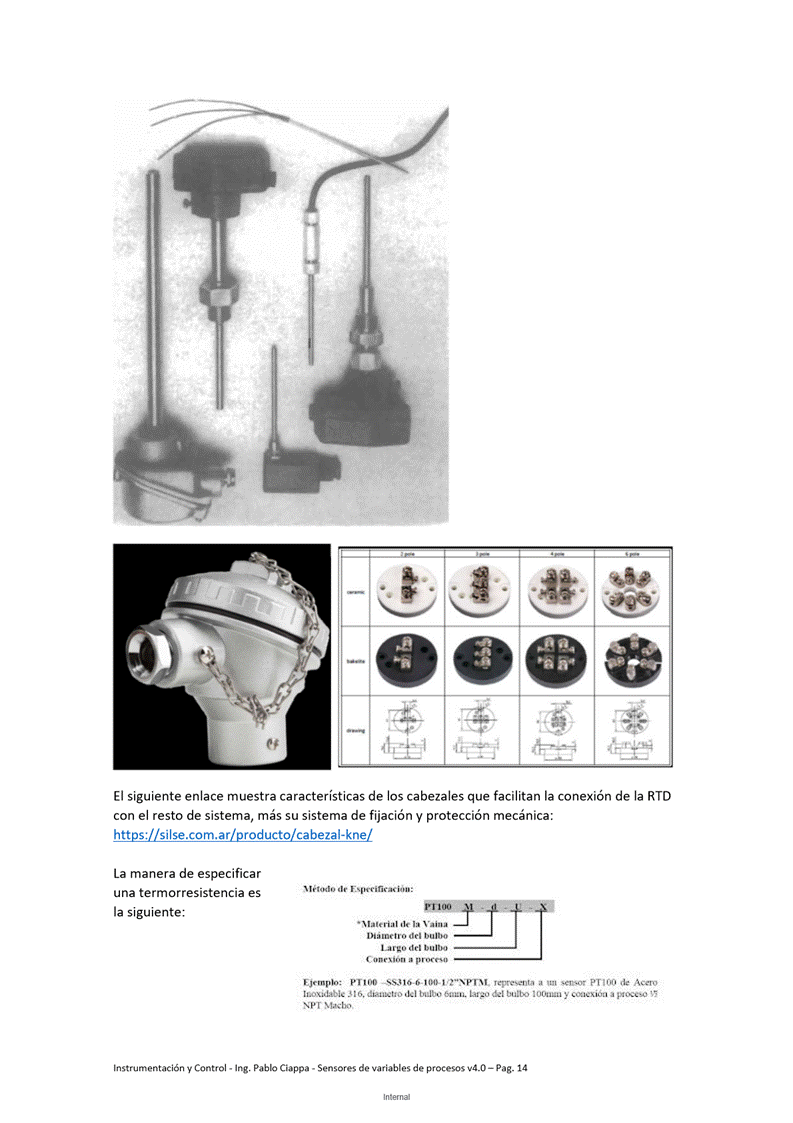 2 pole
3 pole
4 pole
6 pole
ceramic
bakelite
drawing
El siguiente enlace muestra características de los cabezales que facilitan la conexión de la RTD
con el resto de sistema, más su sistema de fijación y protección mecánica:
https://silse.com.ar/producto/cabezal-kne/
La manera de especificar
una termorresistencia es
la siguiente:
Método de Especificación:
PT100 M - d - U - X
*Material de la Vaina
Diámetro del bulbo
Largo del bulbo
Conexión a proceso
Ejemplo: PT100 –SS316-6-100-1/2"NPTM, representa a un sensor PT100 de Acero
Inoxidable 316, diametro del bulbo 6mm, largo del bulbo 100mm y conexión a proceso ½
NPT Macho.
Instrumentación y Control - Ing. Pablo Ciappa - Sensores de variables de procesos v4.0 – Pag. 14
Internal